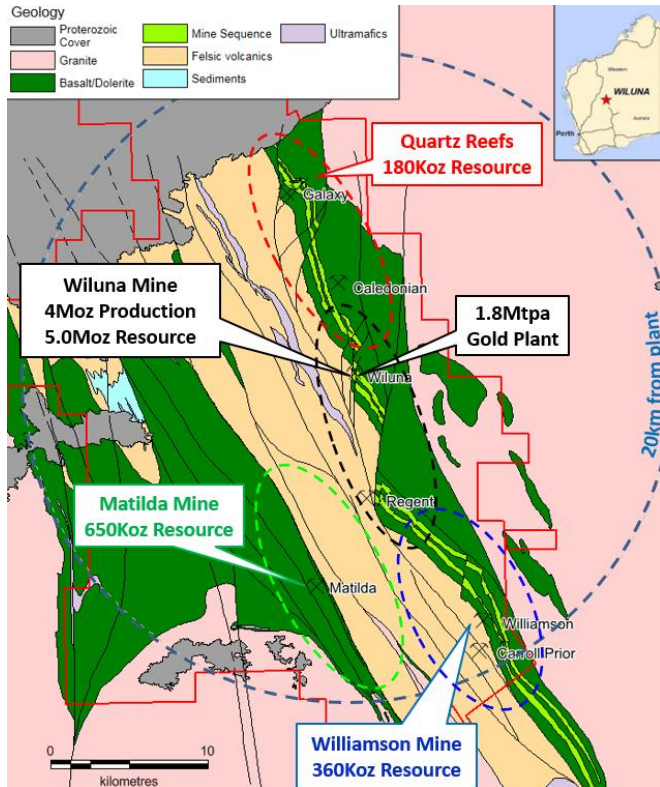 Geology
Proterozoic
Cover
Granite
Basalt/Dolerite
Mine Sequence
Felsic volcanics
Sediments
Ultramafics
Western
WILUNA
Australia
Perth
Quartz Reefs
180Koz Resource
Galaxy
Caledonian
Wiluna Mine
4Moz Production
5.0Moz Resource
1.8Mtpa
Gold Plant
Wiluna
20km from plant
Regent
Matilda Mine
650Koz Resource
Matilda
Williamson
Carroll Prior
Williamson Mine
360Koz Resource
0 10
kilometres